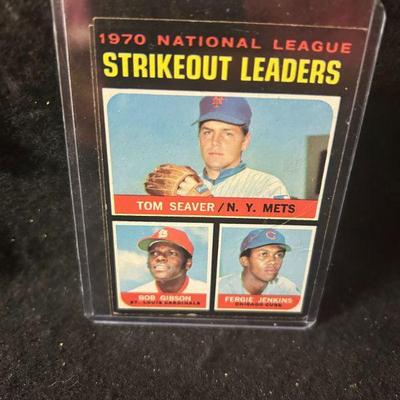 1970 NATIONAL LEAGUE
STRIKEOUT LEADERS
TOM SEAVER / N. Y. METS
BOB GIBSON
ST. LOUIS CARDINALS
FERGIE JENKINS
CHICAGO CUBS